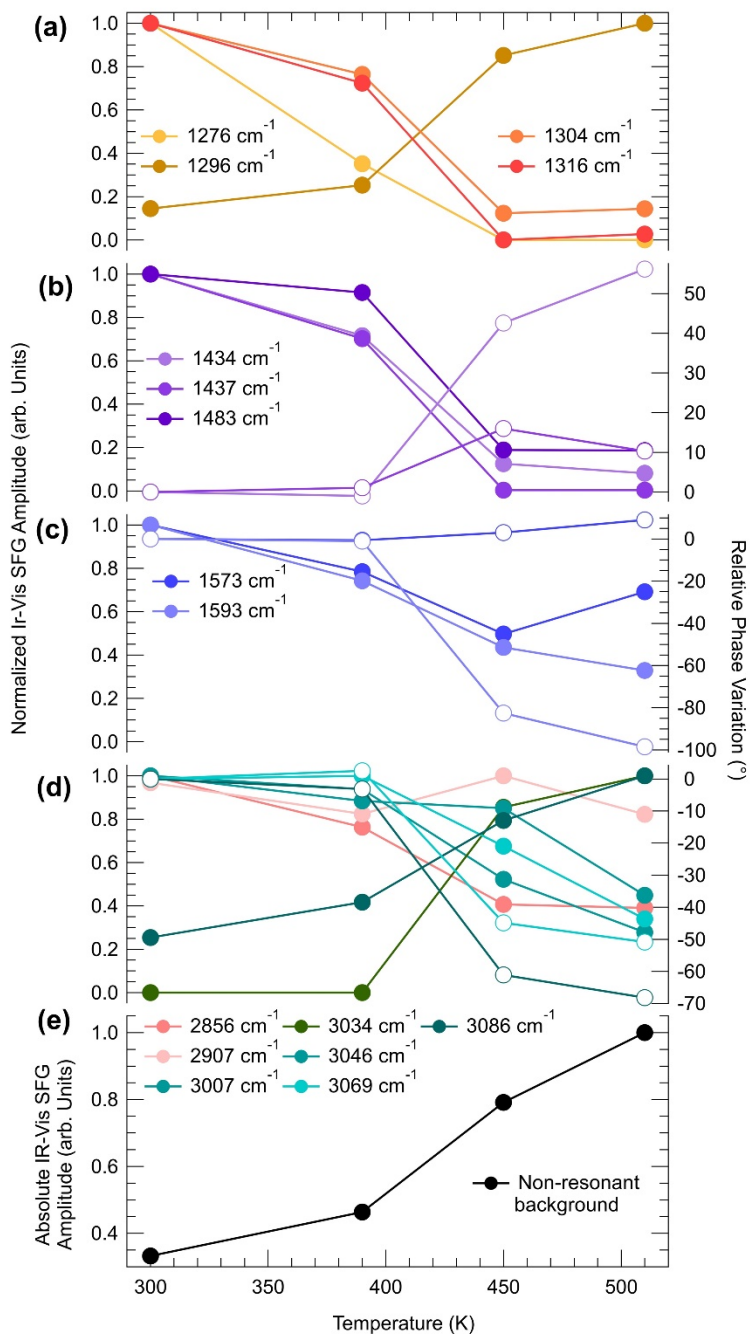 (a)
1.0
0.8
0.6
0.4
0.2
0.0
1276 cm-1
1296 cm-1
1304 cm-1
1316 cm-1
(b)
1.0
0.8
0.6
0.4
0.2
0.0
1434 cm-1
1437 cm-1
1483 cm-1
50
40
30
20
10
0
Normalized Ir-Vis SFG Amplitude (arb. Units)
Relative Phase Variation (°)
(c)
1.0
0.8
0.6
0.4
0.2
0.0
1573 cm-1
1593 cm-1
0
-20
-40
-60
-80
-100
(d)
1.0
0.8
0.6
0.4
0.2
0.0
0
-10
-20
-30
-40
-50
-60
-70
(e)
2856 cm-1
2907 cm-1
3007 cm-1
3034 cm-1
3046 cm-1
3069 cm-1
3086 cm-1
1.0
0.8
0.6
0.4
Absolute IR-Vis SFG
Amplitude (arb. Units)
Non-resonant
background
300
350
400
450
500
Temperature (K)